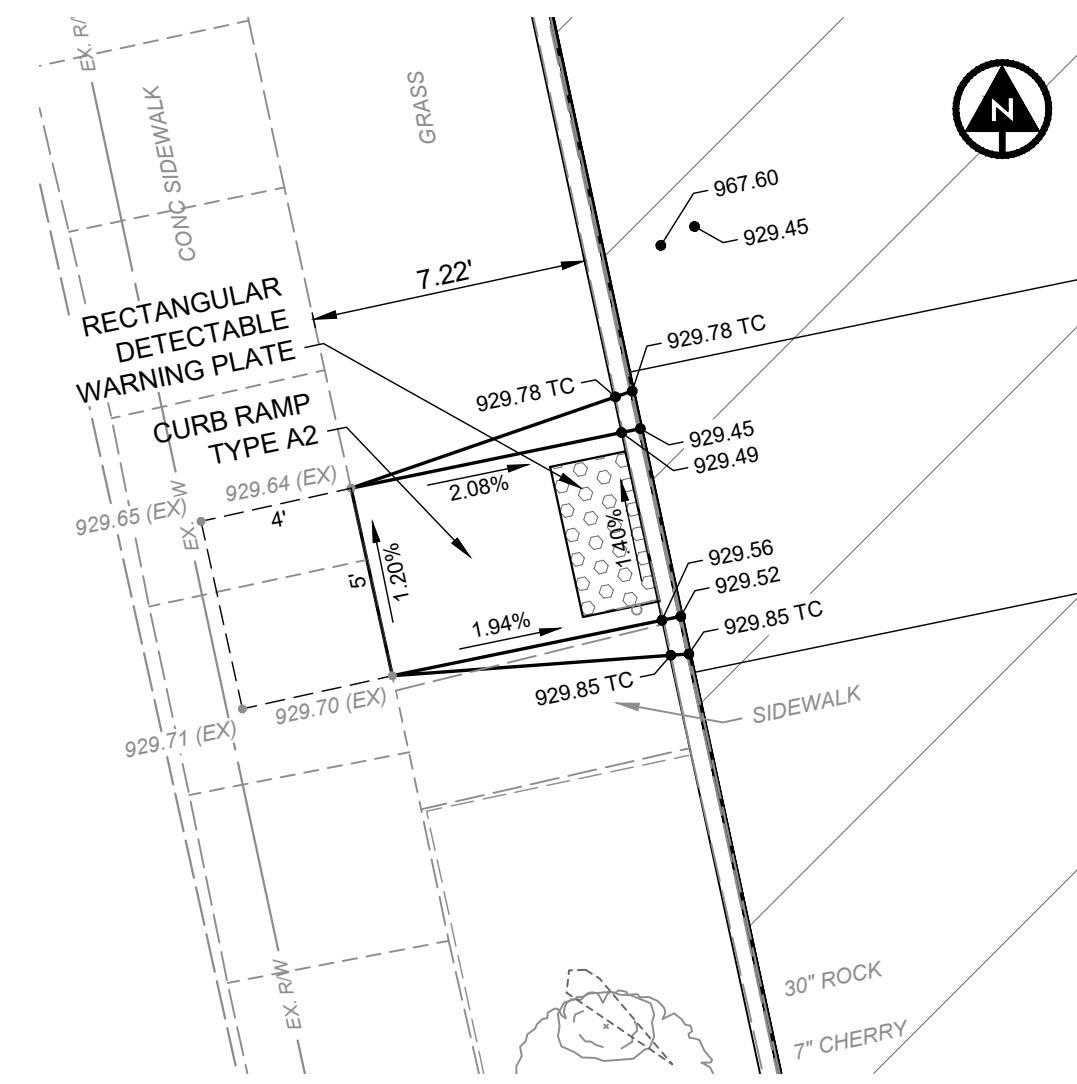 EX. R/
CONC SIDEWALK
GRASS
N
967.60
929.45
7.22'
RECTANGULAR
DETECTABLE
WARNING PLATE
929.78 TC
929.78 TC
CURB RAMP
TYPE A2
929.45
929.49
929.64 (EX)
929.65 (EX)
4'
EX. R/W
2.08%
1.40%
5'
1.20%
929.56
929.52
1.94%
929.85 TC
929.85 TC
929.70 (EX)
929.71 (EX)
SIDEWALK
EX. R/W
30" ROCK
7" CHERRY